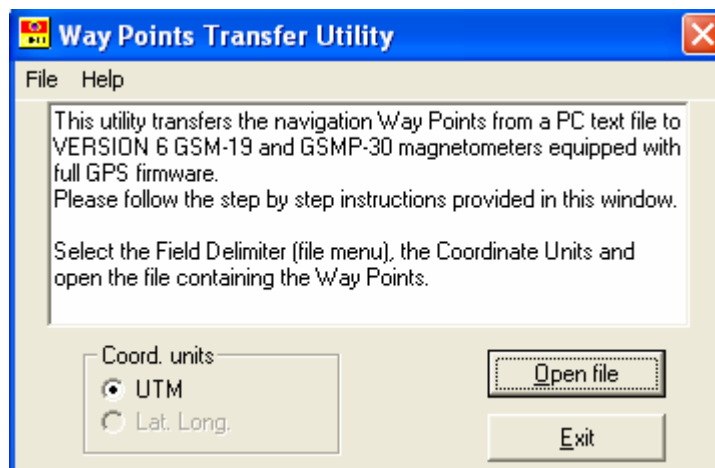 Way Points Transfer Utility
File Help
This utility transfers the navigation Way Points from a PC text file to
VERSION 6 GSM-19 and GSMP-30 magnetometers equipped with
full GPS firmware.
Please follow the step by step instructions provided in this window.
Select the Field Delimiter (file menu), the Coordinate Units and
open the file containing the Way Points.
Coord. units
UTM
Lat. Long.
Open file
Exit